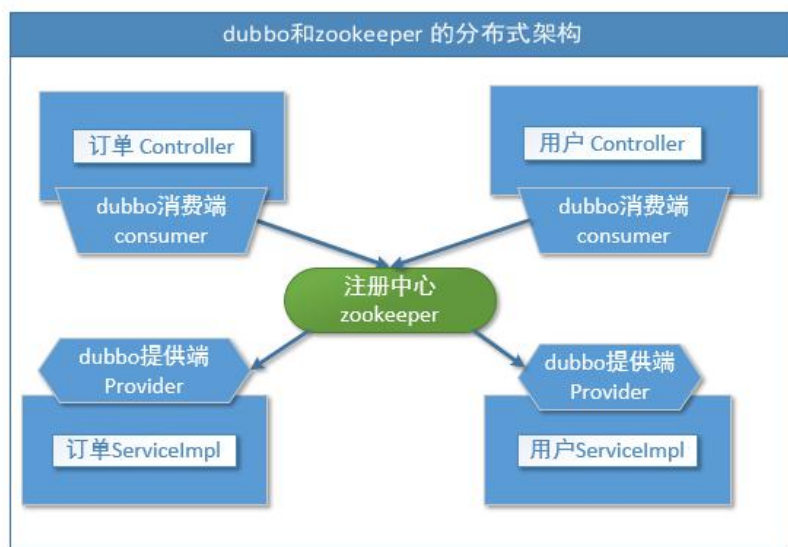 dubbo和zookeeper 的分布式架构
订单 Controller
用户 Controller
dubbo消费端
consumer
dubbo消费端
consumer
注册中心
zookeeper
dubbo提供端
Provider
dubbo提供端
Provider
订单ServiceImpl
用户ServiceImpl